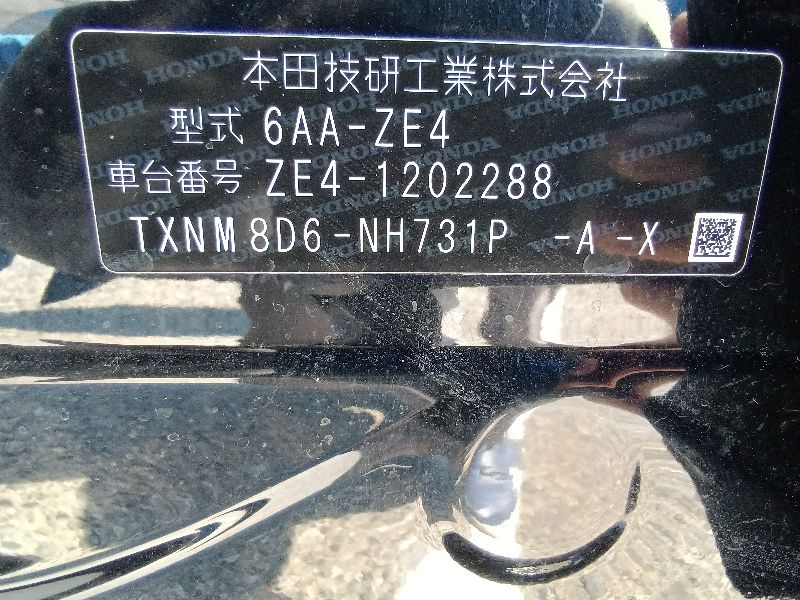 本田技研工業株式会社
型式 6AA-ZE4
車台番号 ZE4-1202288
TXNM8D6-NH731P -A -X